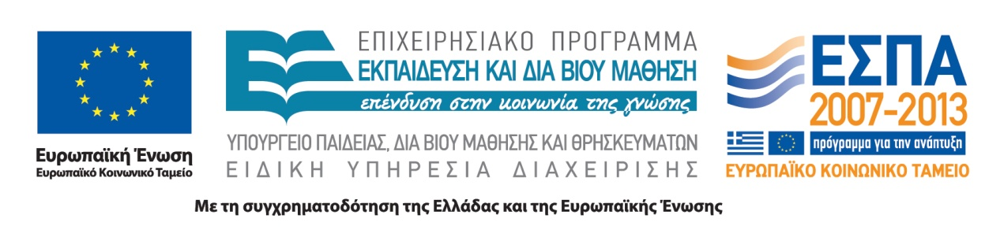 Ευρωπαϊκή Ένωση
Ευρωπαϊκό Κοινωνικό Ταμείο
ΕΠΙΧΕΙΡΗΣΙΑΚΟ ΠΡΟΓΡΑΜΜΑ
ΕΚΠΑΙΔΕΥΣΗ ΚΑΙ ΔΙΑ ΒΙΟΥ ΜΑΘΗΣΗ
επένδυση στην κοινωνία της γνώσης
ΥΠΟΥΡΓΕΙΟ ΠΑΙΔΕΙΑΣ, ΔΙΑ ΒΙΟΥ ΜΑΘΗΣΗΣ ΚΑΙ ΘΡΗΣΚΕΥΜΑΤΩΝ
ΕΙΔΙΚΗ ΥΠΗΡΕΣΙΑ ΔΙΑΧΕΙΡΙΣΗΣ
ΕΣΠΑ
2007-2013
πρόγραμμα για την ανάπτυξη
ΕΥΡΩΠΑΪΚΟ ΚΟΙΝΩΝΙΚΟ ΤΑΜΕΙΟ
Με τη συγχρηματοδότηση της Ελλάδας και της Ευρωπαϊκής Ένωσης